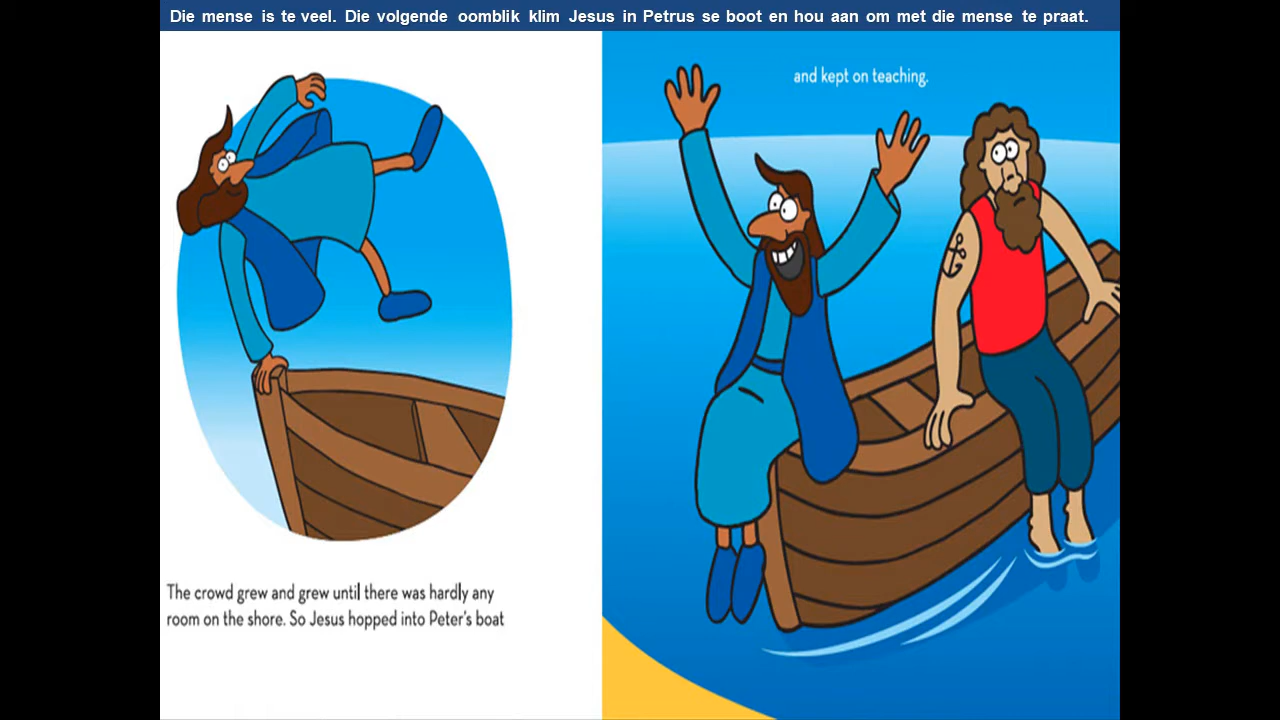 Die mense is te veel. Die volgende oomblik klim Jesus in Petrus se boot en hou aan om met die mense te praat.
The crowd grew and grew until there was hardly any
room on the shore. So Jesus hopped into Peter's boat
and kept on teaching.